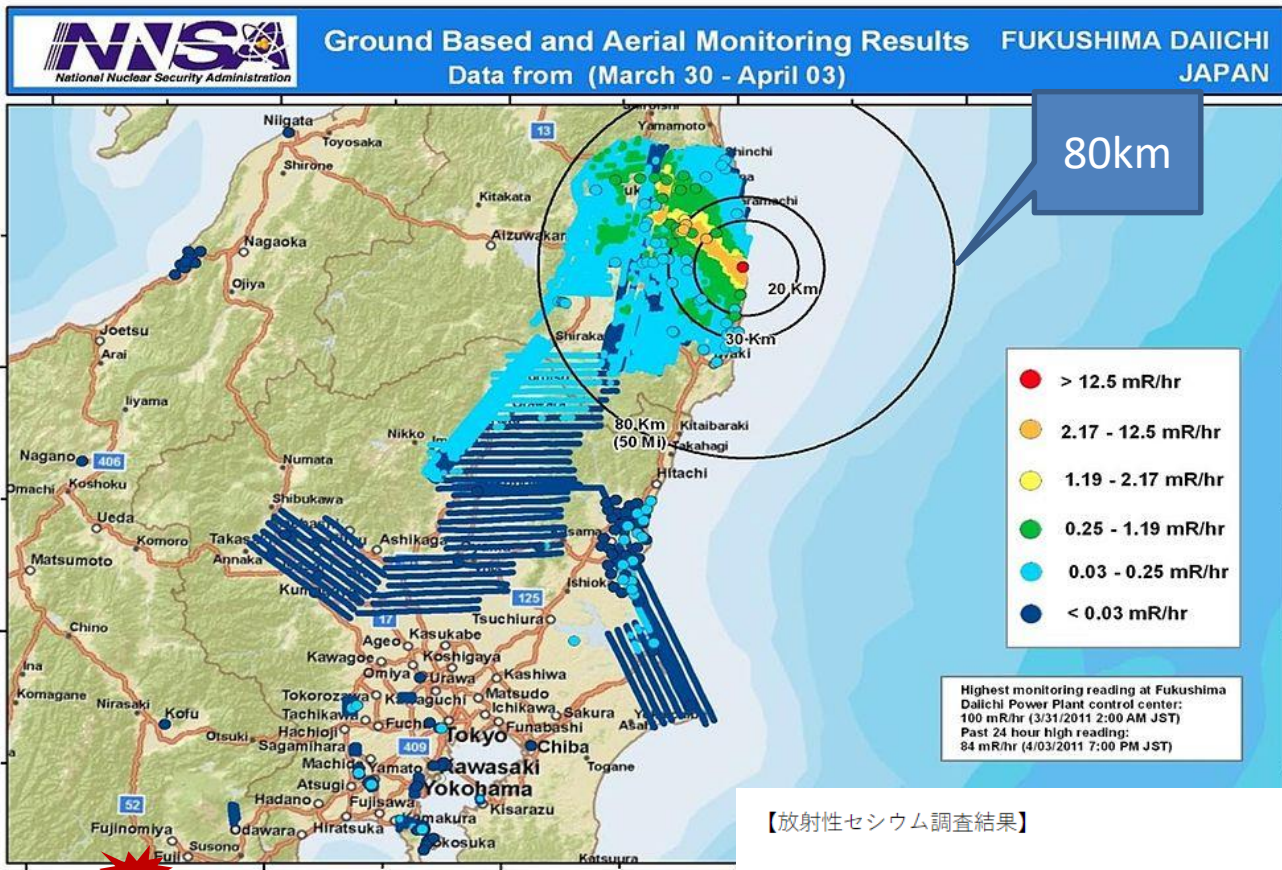 NNSA
National Nuclear Security Administration
Ground Based and Aerial Monitoring Results
Data from (March 30 - April 03)
FUKUSHIMA DAIICHI
JAPAN
80km
Yamamoto
Niigata
Toyosaka
13
Shirone
Kitakata
Nagaoka
Ojiya
20 Km
Joetsu
Arai
30 Km
Iiyama
80 Km
(50 Mi)
Kitaibaraki
Takahagi
Nikko
Hitachi
Nagano
406
Numata
Omachi
Koshoku
Shibukawa
Ueda
Komoro
Annaka
Ashikaga
Matsumoto
Ishioka
125
17
Tsuchiura
Chino
Ageo
Kasukabe
Kawagoe
Koshigaya
Ina
Omiya
Urawa
Kashiwa
Komagane
Nirasaki
Tokorozawa
Kawaguchi
Matsudo
Kofu
Tachikawa
Ichikawa
Sakura
Otsuki
Hachioji
Fuchu
Funabashi
Tokyo
Sagamihara
409
Chiba
Machida
Yamato
Kawasaki
Togane
Atsugi
Yokohama
52
Hadano
Fujisawa
Kisarazu
Fujinomiya
Odawara
Hiratsuka
Kamakura
Susono
Fuji
Yokosuka
Katsuura
> 12.5 mR/hr
2.17 - 12.5 mR/hr
1.19 - 2.17 mR/hr
0.25 - 1.19 mR/hr
0.03 - 0.25 mR/hr
< 0.03 mR/hr
Highest monitoring reading at Fukushima
Daiichi Power Plant control center:
100 mR/hr (3/31/2011 2:00 AM JST)
Past 24 hour high reading:
84 mR/hr (4/03/2011 7:00 PM JST)
【放射性セシウム調査結果】